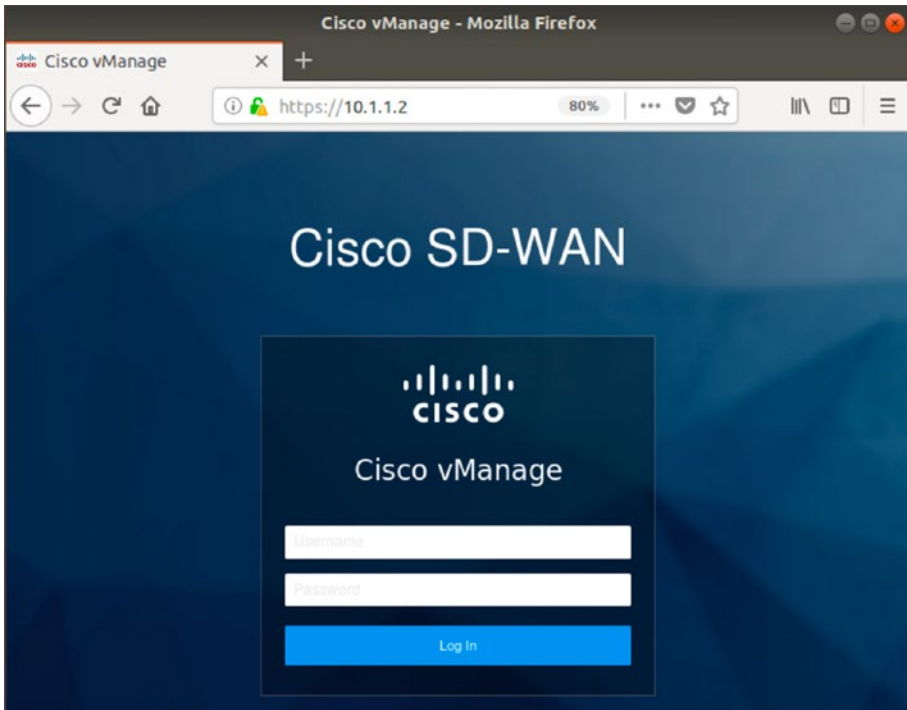 Cisco vManage - Mozilla Firefox
cisco Cisco vManage
https://10.1.1.2 80%
Cisco SD-WAN
CISCO
Cisco vManage
Username
Password
Log In